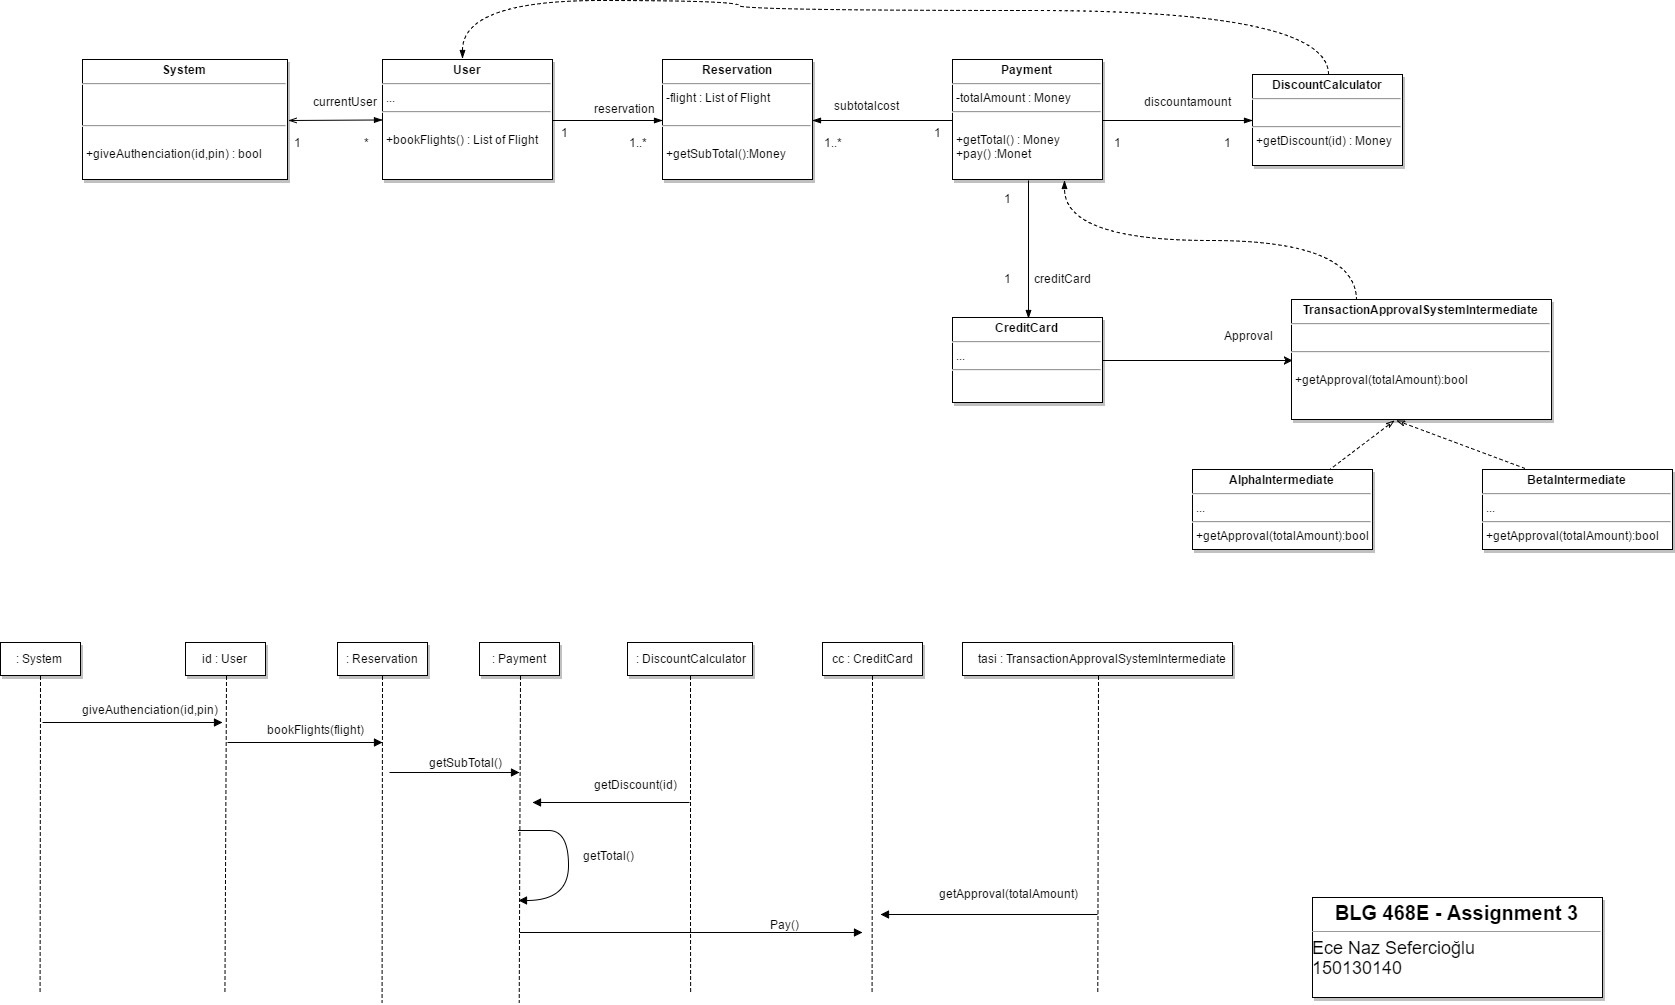 System
+giveAuthenciation(id,pin) : bool
currentUser
1
*
User
...
+bookFlights() : List of Flight
reservation
1
1..*
Reservation
-flight : List of Flight
+getSubTotal():Money
subtotalcost
1..*
1
Payment
-totalAmount : Money
+getTotal() : Money
+pay() :Monet
discountamount
1
1
DiscountCalculator
+getDiscount(id) : Money
1
1
creditCard
CreditCard
...
Approval
TransactionApprovalSystemIntermediate
+getApproval(totalAmount):bool
AlphaIntermediate
...
+getApproval(totalAmount):bool
BetaIntermediate
...
+getApproval(totalAmount):bool
: System
id : User
: Reservation
: Payment
: DiscountCalculator
cc : CreditCard
tasi : TransactionApprovalSystemIntermediate
giveAuthenciation(id,pin)
bookFlights(flight)
getSubTotal()
getDiscount(id)
getTotal()
getApproval(totalAmount)
Pay()
BLG 468E - Assignment 3
Ece Naz Sefercioğlu
150130140